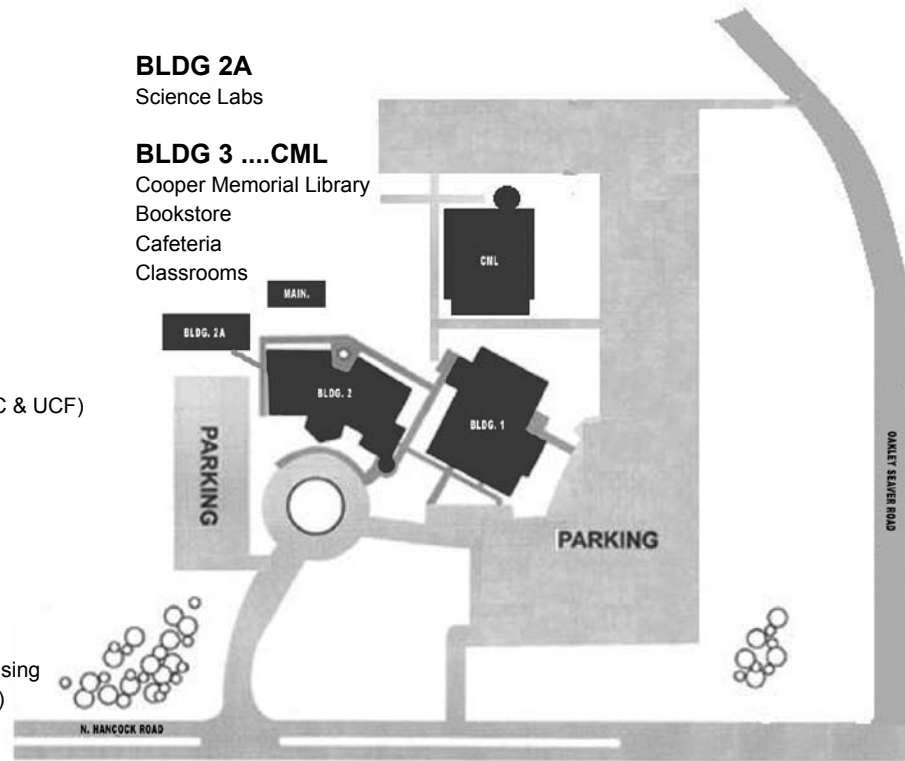 BLDG 2A
Science Labs
BLDG 3 ....CML
Cooper Memorial Library
Bookstore
Cafeteria
Classrooms
CML
MAIN.
BLDG. 2A
BLDG. 2
BLDG. 1
C & UCF)
PARKING
PARKING
OAKLEY SEAVER ROAD
sing
)
N. HANCOCK ROAD